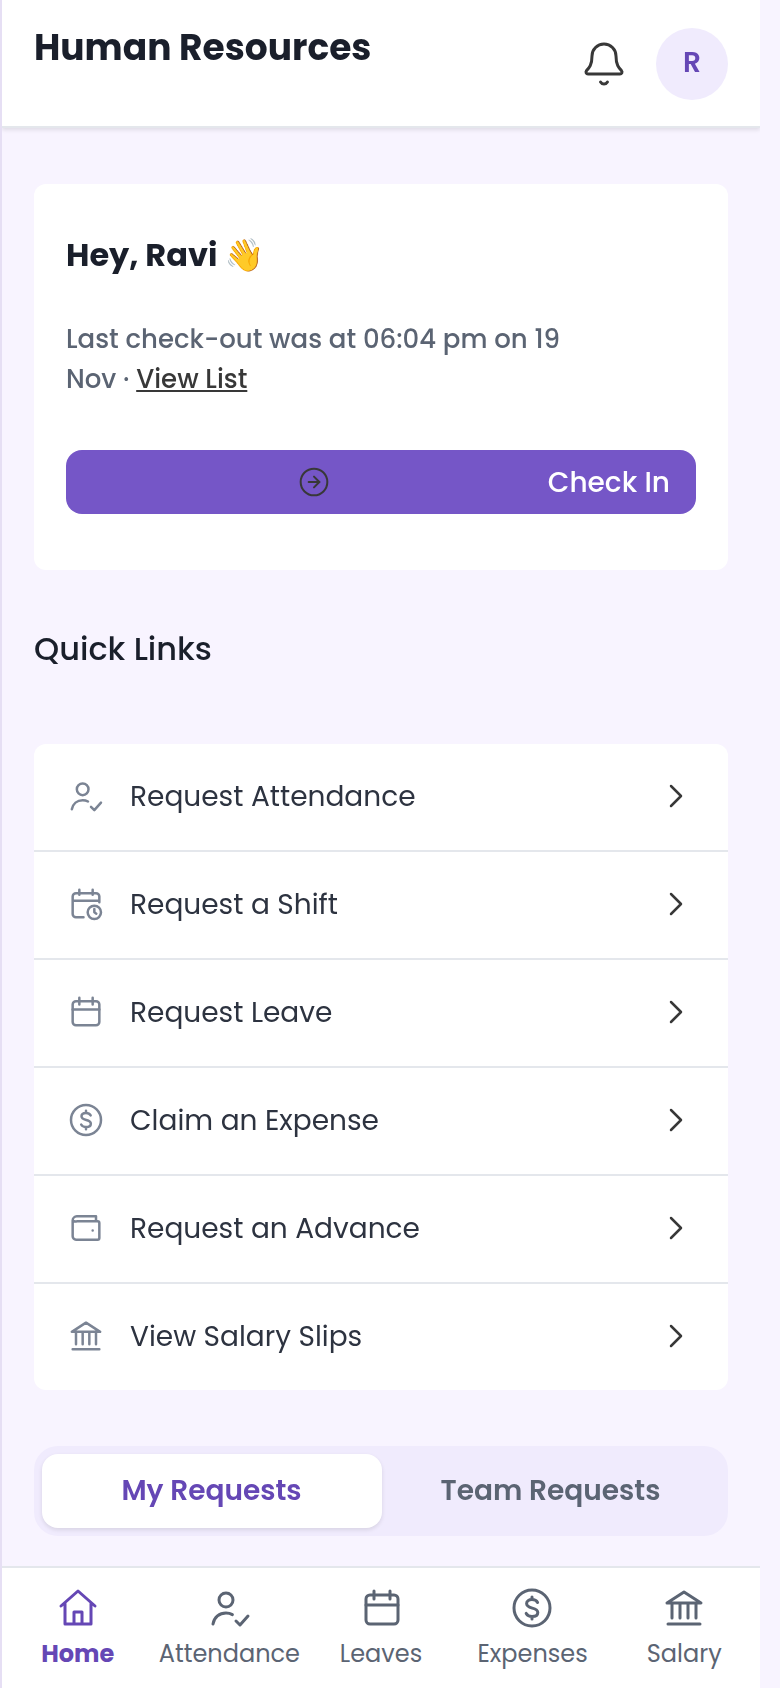 Human Resources
R
Hey, Ravi 👋
Last check-out was at 06:04 pm on 19
Nov · View List
Check In
Quick Links
Request Attendance
Request a Shift
Request Leave
Claim an Expense
Request an Advance
View Salary Slips
My Requests Team Requests
Home Attendance Leaves Expenses Salary